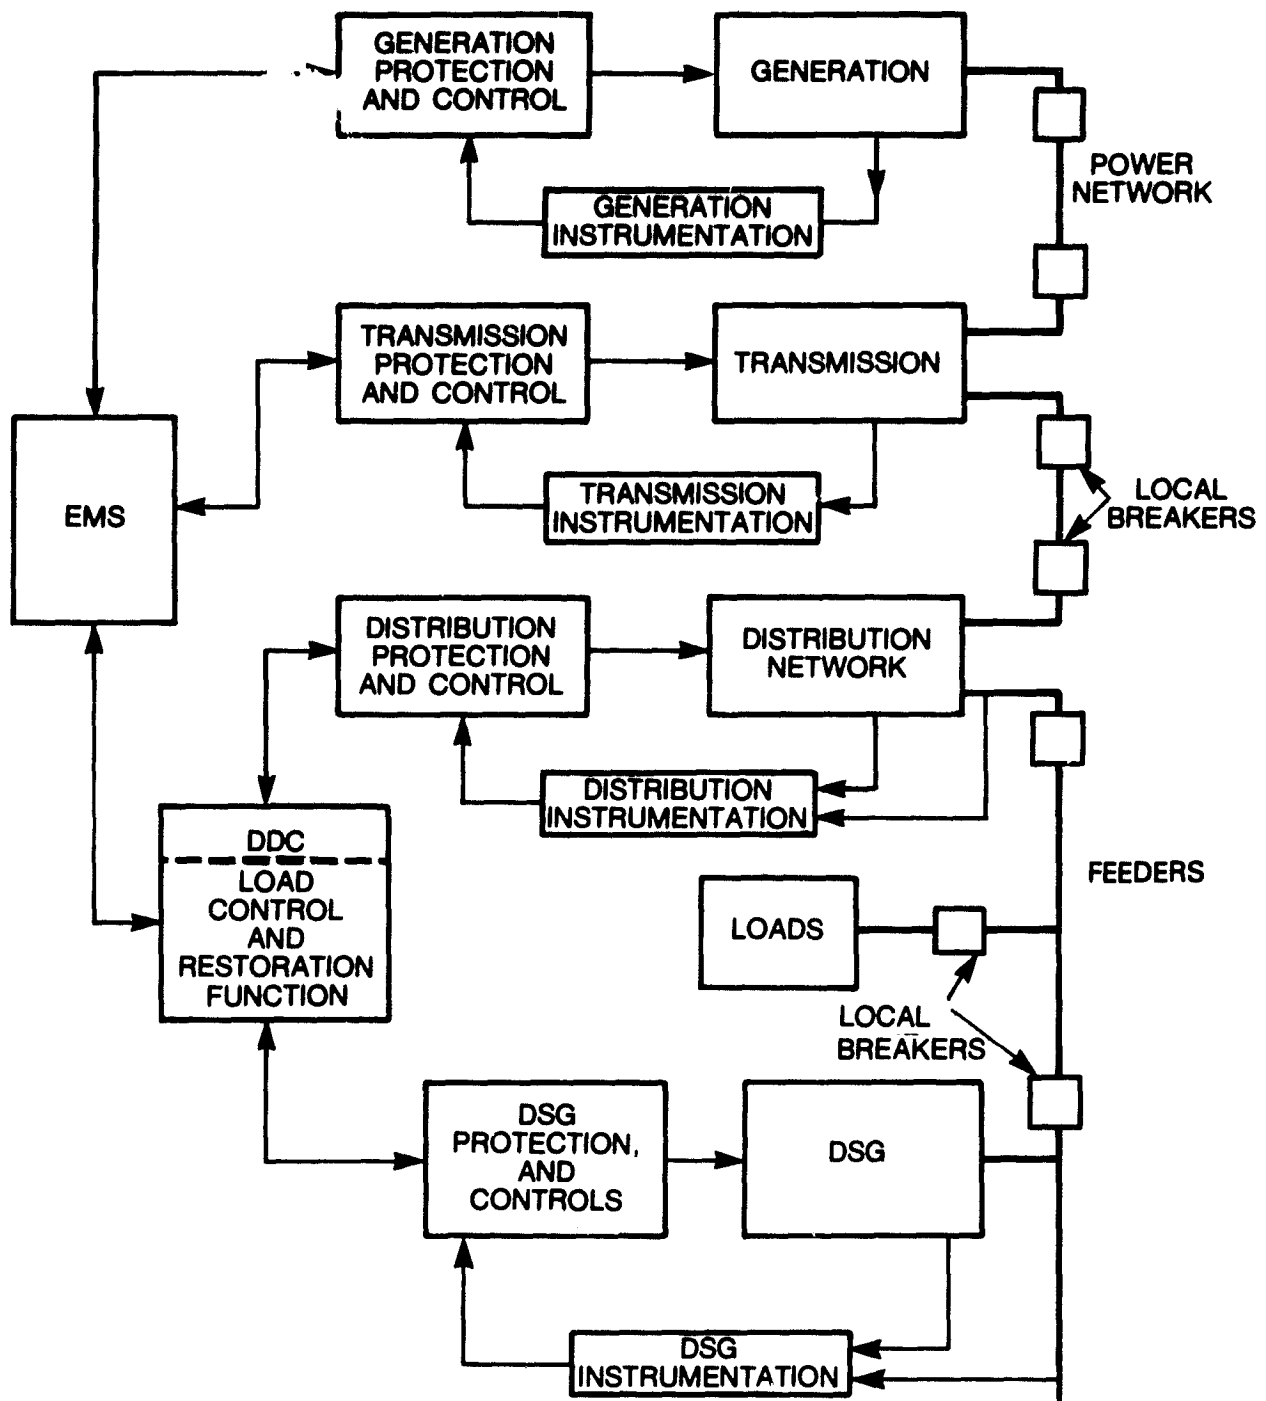 GENERATION
PROTECTION
AND CONTROL
GENERATION
POWER
NETWORK
GENERATION
INSTRUMENTATION
TRANSMISSION
PROTECTION
AND CONTROL
TRANSMISSION
EMS
TRANSMISSION
INSTRUMENTATION
LOCAL
BREAKERS
DISTRIBUTION
PROTECTION
AND CONTROL
DISTRIBUTION
NETWORK
DISTRIBUTION
INSTRUMENTATION
DDC
LOAD
CONTROL
AND
RESTORATION
FUNCTION
FEEDERS
LOADS
LOCAL
BREAKERS
DSG
PROTECTION,
AND
CONTROLS
DSG
DSG
INSTRUMENTATION